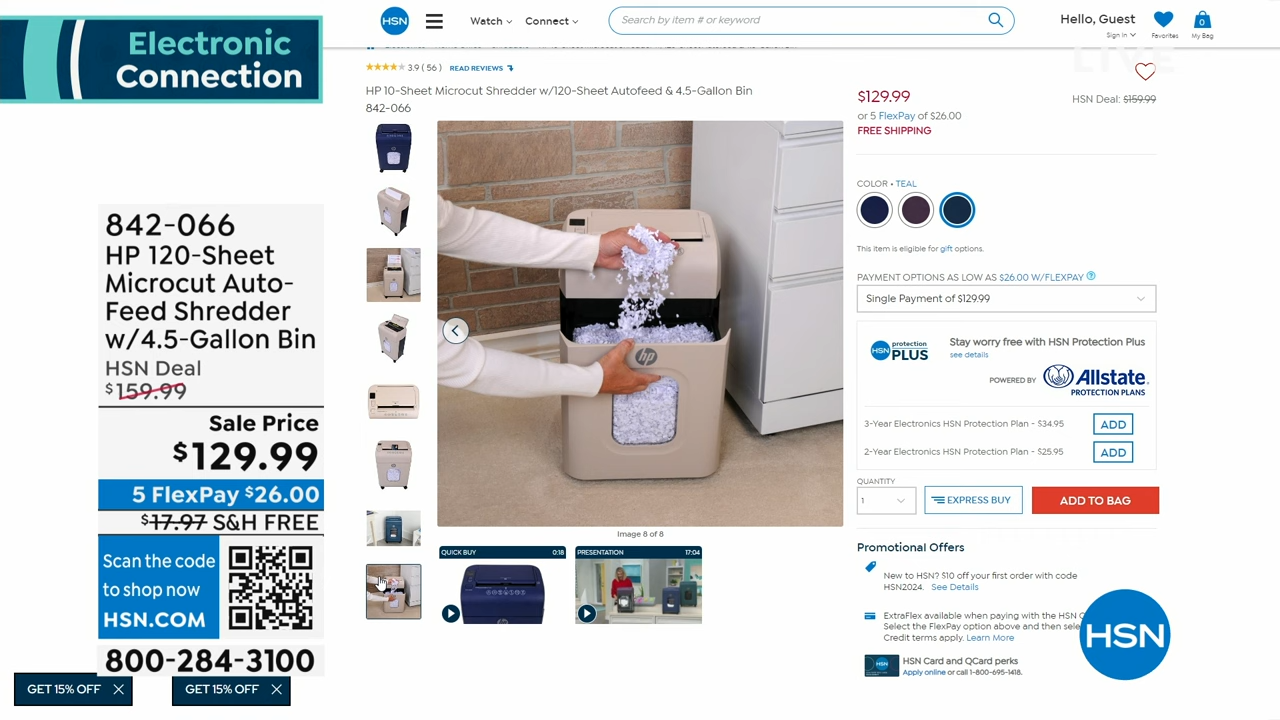 Electronic
Connection
HSN
Watch
Connect
Search by item # or keyword
Hello, Guest
Sign In
Favorites
0
My Bag
LIVE
3.9 ( 56 )
READ REVIEWS
HP 10-Sheet Microcut Shredder w/120-Sheet Autofeed & 4.5-Gallon Bin
842-066
$129.99
HSN Deal: $159.99
or 5 FlexPay of $26.00
FREE SHIPPING
COLOR • TEAL
This item is eligible for gift options.
PAYMENT OPTIONS AS LOW AS $26.00 W/FLEXPAY
Single Payment of $129.99
HSN protection PLUS
Stay worry free with HSN Protection Plus
see details
POWERED BY
Allstate
PROTECTION PLANS
3-Year Electronics HSN Protection Plan - $34.95
ADD
2-Year Electronics HSN Protection Plan - $25.95
ADD
QUANTITY
1
EXPRESS BUY
ADD TO BAG
Promotional Offers
New to HSN? $10 off your first order with code
HSN2024. See Details
ExtraFlex available when paying with the HSN
Select the FlexPay option above and then
Credit terms apply. Learn More
HSN Card and QCard perks
Apply online or call 1-800-695-1418.
HSN
hp
Image 8 of 8
QUICK BUY
0:18
PRESENTATION
17:04
842-066
HP 120-Sheet
Microcut Auto-
Feed Shredder
w/4.5-Gallon Bin
HSN Deal
$159.99
Sale Price
$129.99
5 FlexPay $26.00
$17.97 S&H FREE
Scan the code
to shop now
HSN.COM
800-284-3100
GET 15% OFF
GET 15% OFF